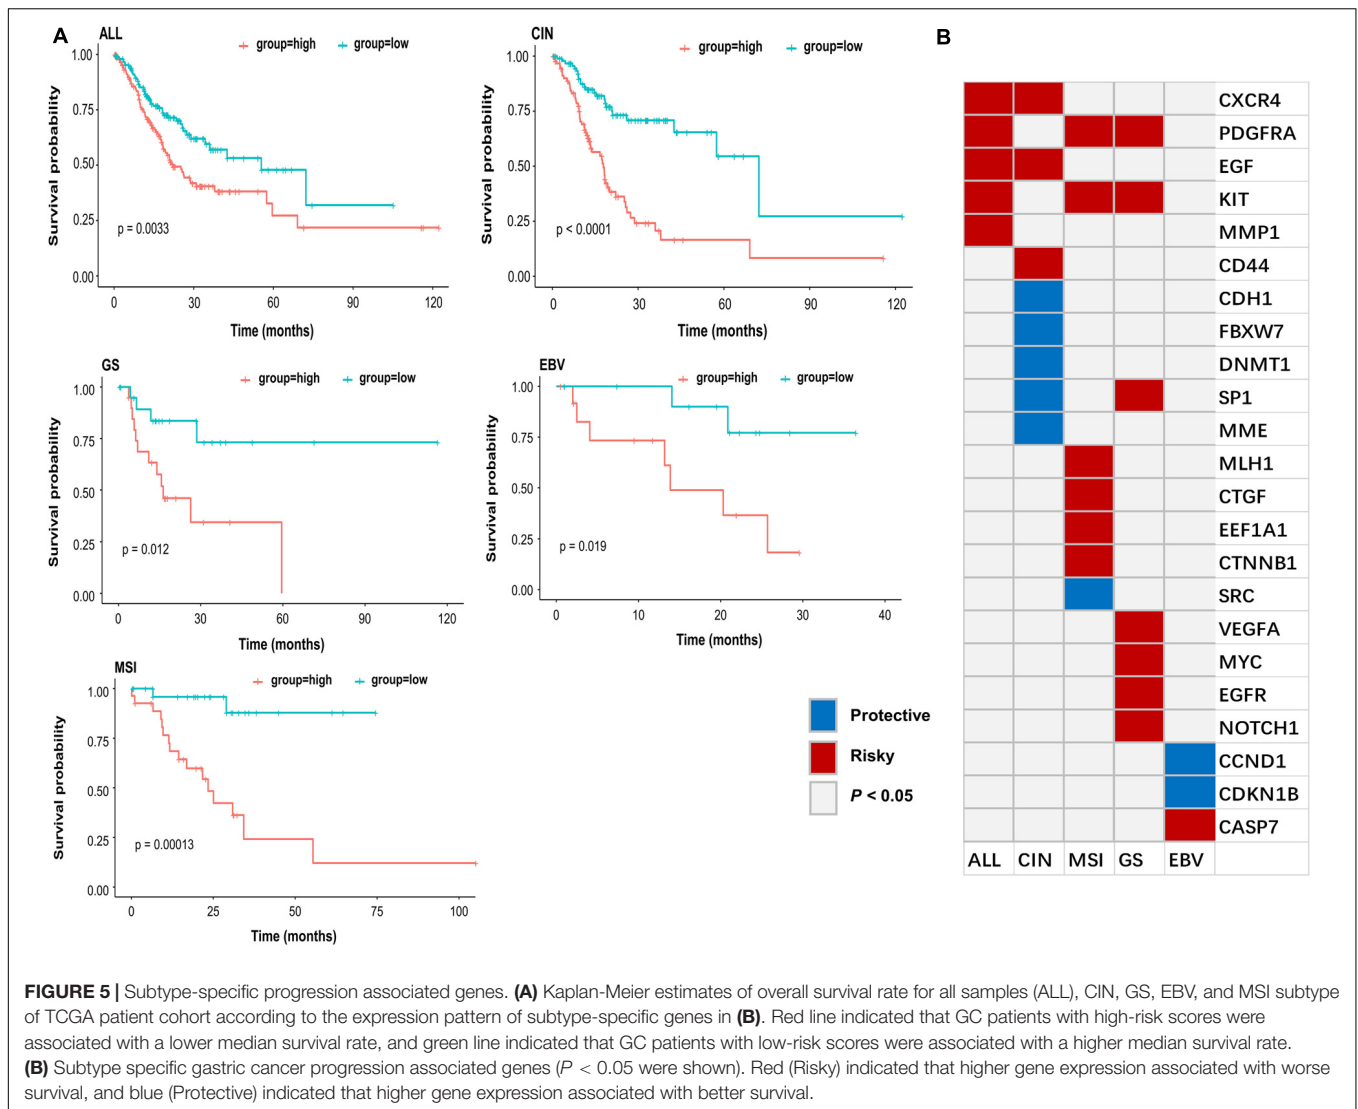 A
ALL
group=high
group=low
1.00
0.75
0.50
0.25
0.00
Survival probability
p = 0.0033
0
30
60
90
120
Time (months)
CIN
group=high
group=low
1.00
0.75
0.50
0.25
0.00
Survival probability
p < 0.0001
0
30
60
90
120
Time (months)
GS
group=high
group=low
1.00
0.75
0.50
0.25
0.00
Survival probability
p = 0.012
0
30
60
90
120
Time (months)
EBV
group=high
group=low
1.00
0.75
0.50
0.25
0.00
Survival probability
p = 0.019
0
10
20
30
40
Time (months)
MSI
group=high
group=low
1.00
0.75
0.50
0.25
0.00
Survival probability
p = 0.00013
0
25
50
75
100
Time (months)
Protective
Risky
P < 0.05
B
CXCR4
PDGFRA
EGF
KIT
MMP1
CD44
CDH1
FBXW7
DNMT1
SP1
MME
MLH1
CTGF
EEF1A1
CTNNB1
SRC
VEGFA
MYC
EGFR
NOTCH1
CCND1
CDKN1B
CASP7
ALL CIN MSI GS EBV
FIGURE 5 | Subtype-specific progression associated genes. (A) Kaplan-Meier estimates of overall survival rate for all samples (ALL), CIN, GS, EBV, and MSI subtype
of TCGA patient cohort according to the expression pattern of subtype-specific genes in (B). Red line indicated that GC patients with high-risk scores were
associated with a lower median survival rate, and green line indicated that GC patients with low-risk scores were associated with a higher median survival rate.
(B) Subtype specific gastric cancer progression associated genes (P < 0.05 were shown). Red (Risky) indicated that higher gene expression associated with worse
survival, and blue (Protective) indicated that higher gene expression associated with better survival.